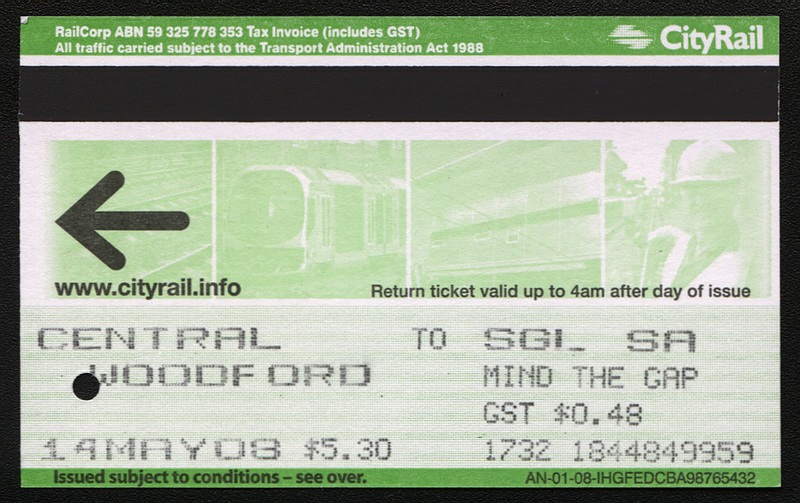 RailCorp ABN 59 325 778 353 Tax Invoice (includes GST)
All traffic carried subject to the Transport Administration Act 1988
CityRail
www.cityrail.info
Return ticket valid up to 4am after day of issue
CENTRAL TO SGL SA
WOODFORD MIND THE GAP
GST $0.48
14MAY08 $5.30 1732 1844849959
Issued subject to conditions – see over.
AN-01-08-IHGFEDCBA98765432